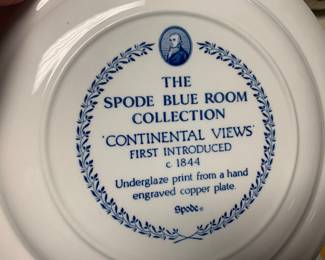 THE
SPODE BLUE ROOM
COLLECTION
'CONTINENTAL VIEWS'
FIRST INTRODUCED
c 1844
Underglaze print from a hand
engraved copper plate.
Spode®